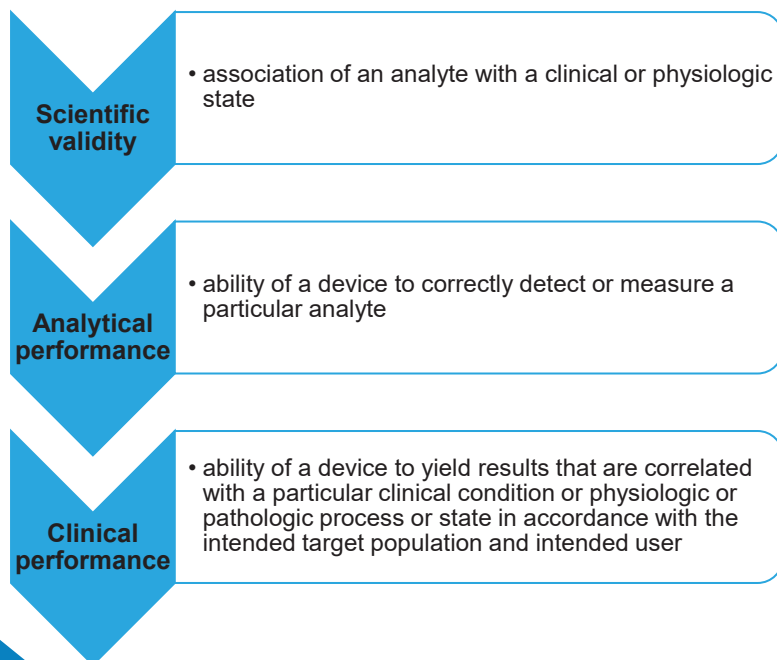 Scientific
validity
• association of an analyte with a clinical or physiologic
state
Analytical
performance
• ability of a device to correctly detect or measure a
particular analyte
Clinical
performance
• ability of a device to yield results that are correlated
with a particular clinical condition or physiologic or
pathologic process or state in accordance with the
intended target population and intended user